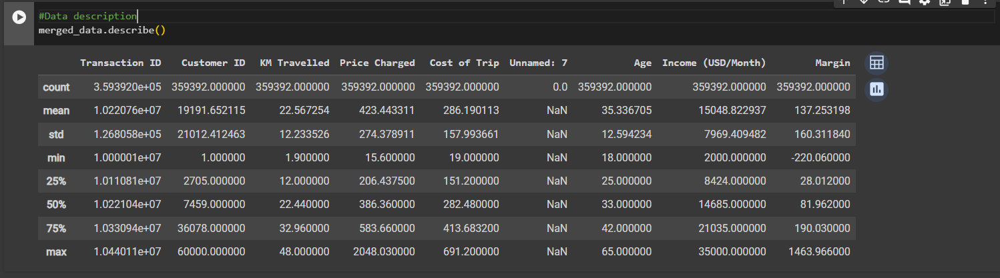 #Data description
merged_data.describe()
Transaction ID Customer ID KM Travelled Price Charged Cost of Trip Unnamed: 7 Age Income (USD/Month) Margin
count 3.593920e+05 359392.000000 359392.000000 359392.000000 359392.000000 0.0 359392.000000 359392.000000 359392.000000
mean 1.022076e+07 19191.652115 22.567254 423.443311 286.190113 NaN 35.336705 15048.822937 137.253198
std 1.268058e+05 21012.412463 12.233526 274.378911 157.993661 NaN 12.594234 7969.409482 160.311840
min 1.000001e+07 1.000000 1.900000 15.600000 19.000000 NaN 18.000000 2000.000000 -220.060000
25% 1.011081e+07 2705.000000 12.000000 206.437500 151.200000 NaN 25.000000 8424.000000 28.012000
50% 1.022104e+07 7459.000000 22.440000 386.360000 282.480000 NaN 33.000000 14685.000000 81.962000
75% 1.033094e+07 36078.000000 32.960000 583.660000 413.683200 NaN 42.000000 21035.000000 190.030000
max 1.044011e+07 60000.000000 48.000000 2048.030000 691.200000 NaN 65.000000 35000.000000 1463.966000